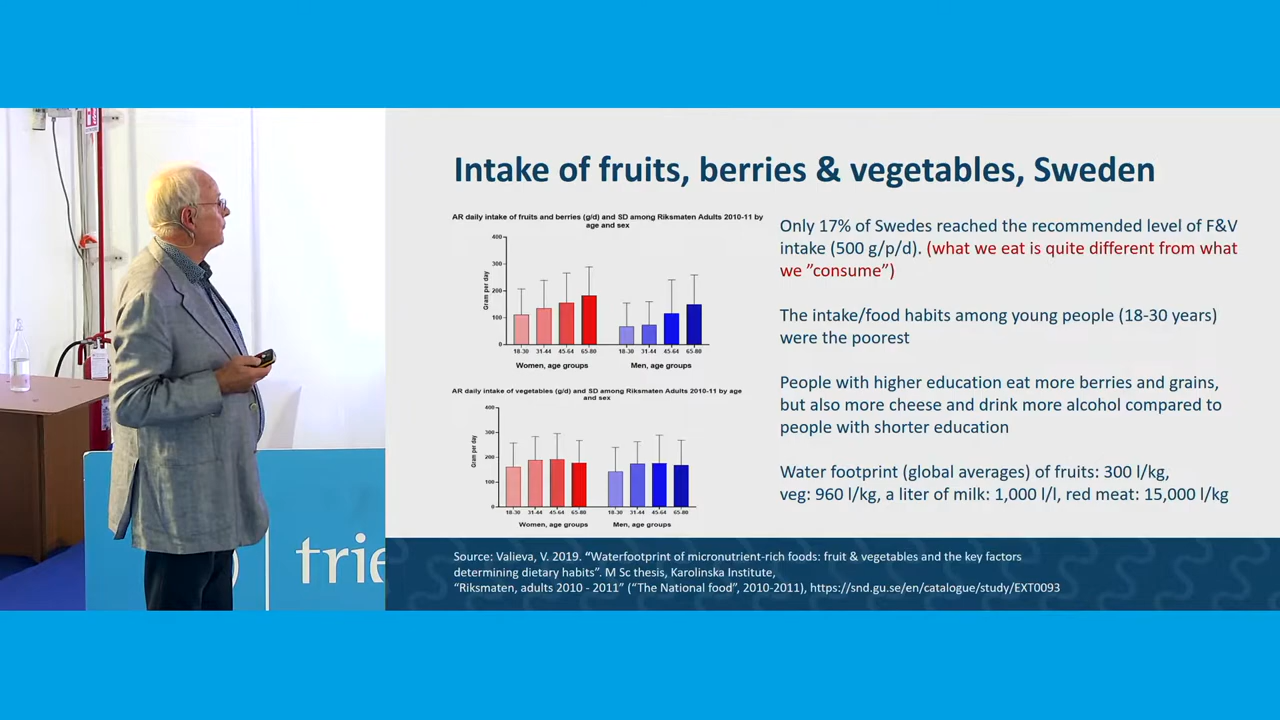 Intake of fruits, berries & vegetables, Sweden
AR daily intake of fruits and berries (g/d) and SD among Riksmaten Adults 2010-11 by
age and sex
Gram per day
400
300
200
100
0
18-30 31-44 45-64 65-80 18-30 31-44 45-64 65-80
Women, age groups Men, age groups
AR daily intake of vegetables (g/d) and SD among Riksmaten Adults 2010-11 by age
and sex
Gram per day
400
300
200
100
0
18-30 31-44 45-64 65-80 18-30 31-44 45-64 65-80
Women, age groups Men, age groups
Only 17% of Swedes reached the recommended level of F&V
intake (500 g/p/d). (what we eat is quite different from what
we ”consume”)
The intake/food habits among young people (18-30 years)
were the poorest
People with higher education eat more berries and grains,
but also more cheese and drink more alcohol compared to
people with shorter education
Water footprint (global averages) of fruits: 300 l/kg,
veg: 960 l/kg, a liter of milk: 1,000 l/l, red meat: 15,000 l/kg
Source: Valieva, V. 2019. “Waterfootprint of micronutrient-rich foods: fruit & vegetables and the key factors
determining dietary habits”. M Sc thesis, Karolinska Institute,
“Riksmaten, adults 2010 - 2011” (“The National food”, 2010-2011), https://snd.gu.se/en/catalogue/study/EXT0093
trie